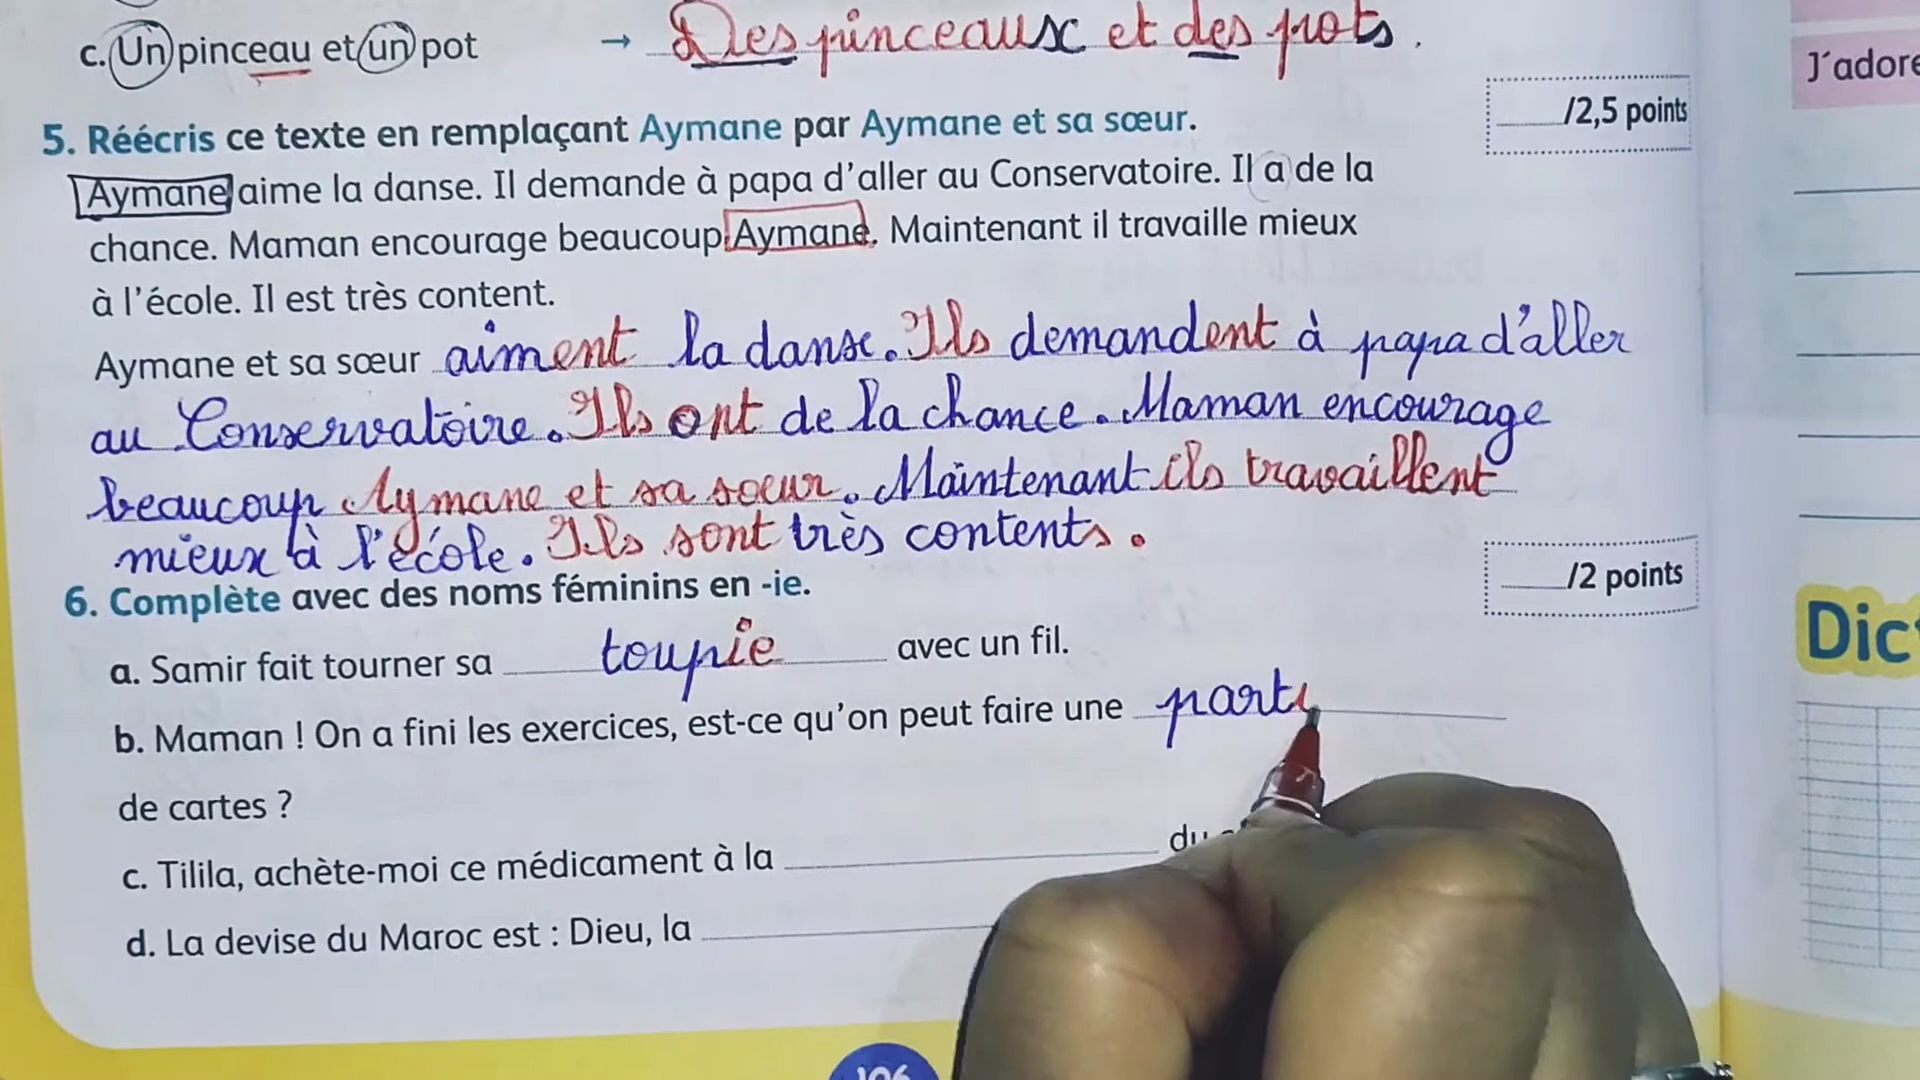 c. Un pinceau et un pot → Des pinceaux et des pots.
J'adore
5. Réécris ce texte en remplaçant Aymane par Aymane et sa sœur.
/2,5 points
Aymane aime la danse. Il demande à papa d'aller au Conservatoire. Il a de la
chance. Maman encourage beaucoup Aymane. Maintenant il travaille mieux
à l'école. Il est très content.
Aymane et sa sœur aiment la danse. Ils demandent à papa d'aller
au Conservatoire. Ils ont de la chance. Maman encourage
beaucoup Aymane et sa soeur. Maintenant ils travaillent
mieux à l'école. Ils sont très contents.
6. Complète avec des noms féminins en -ie.
/2 points
a. Samir fait tourner sa toupie avec un fil.
b. Maman ! On a fini les exercices, est-ce qu'on peut faire une parti
de cartes ?
c. Tilila, achète-moi ce médicament à la du
d. La devise du Maroc est : Dieu, la
106